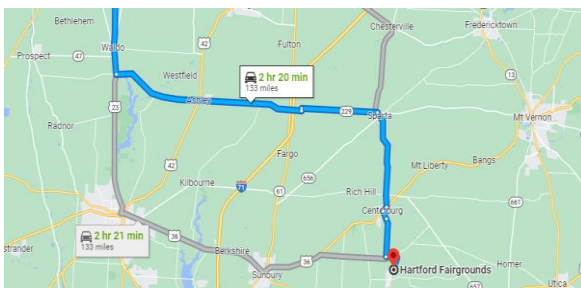 Bethlehem
Chesterville
Fredericktown
Waldo
42
Fulton
Prospect
47
Westfield
2 hr 20 min
133 miles
13
23
Ashley
229
Sparta
Mt Vernon
Radnor
42
Fargo
656
Mt Liberty
Bangs
Kilbourne
71
61
Rich Hill
661
Centerburg
2 hr 21 min
133 miles
36
strander
Berkshire
36
Sunbury
Hartford Fairgrounds
Homer
Utica